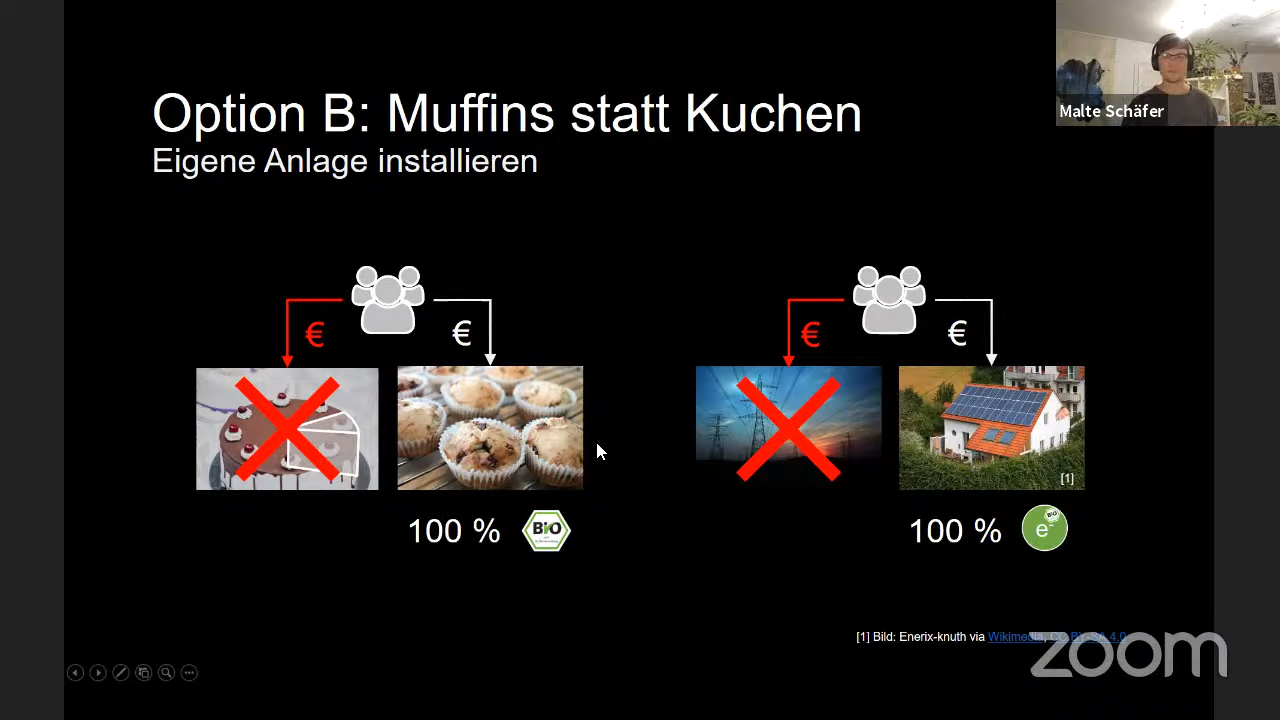 Option B: Muffins statt Kuchen
Eigene Anlage installieren
Malte Schäfer
€
€
€
€
[1]
100 %
BiO
100 %
BiO
e⁻
[1] Bild: Enerix-knuth via Wikimedia, CC BY-SA 4.0
zoom